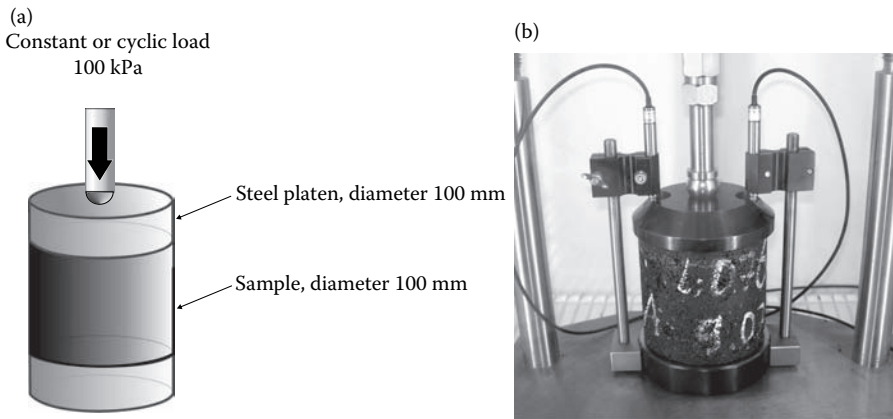 (a)
Constant or cyclic load
100 kPa
Steel platen, diameter 100 mm
Sample, diameter 100 mm
(b)